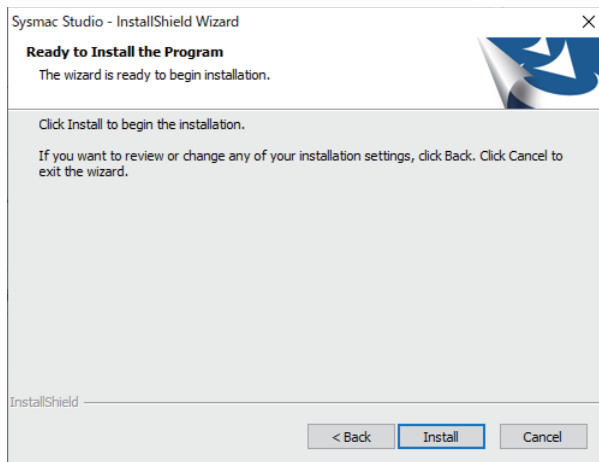 Sysmac Studio - InstallShield Wizard
Ready to Install the Program
The wizard is ready to begin installation.
Click Install to begin the installation.
If you want to review or change any of your installation settings, click Back. Click Cancel to
exit the wizard.
InstallShield
< Back Install Cancel